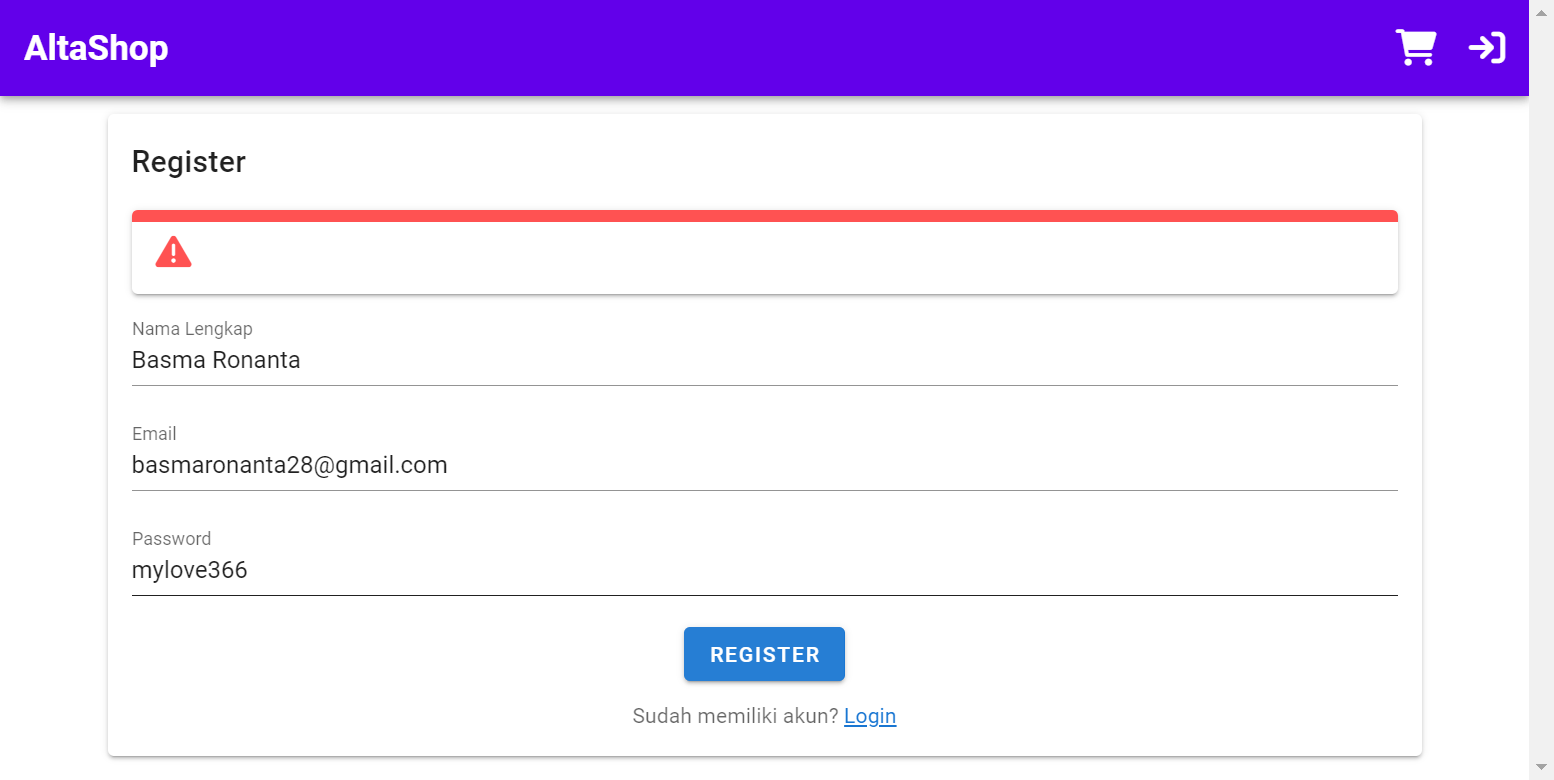 AltaShop
Register
Nama Lengkap
Basma Ronanta
Email
basmaronanta28@gmail.com
Password
mylove366
REGISTER
Sudah memiliki akun? Login